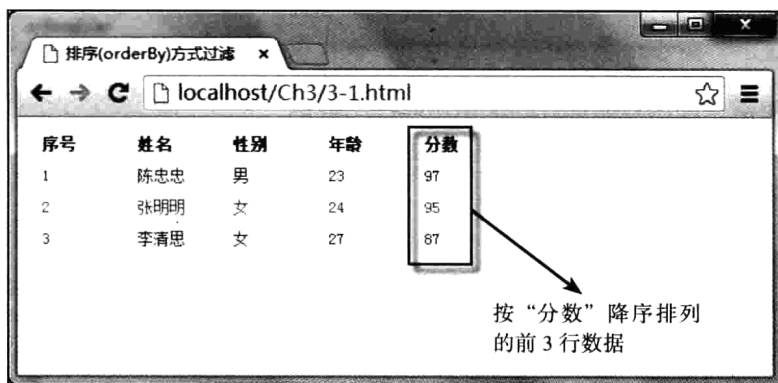 排序(orderBy)方式过滤 ×
localhost/Ch3/3-1.html
序号 姓名 性别 年龄 分数
1 陈忠忠 男 23 97
2 张明明 女 24 95
3 李清思 女 27 87
按“分数”降序排列
的前3行数据